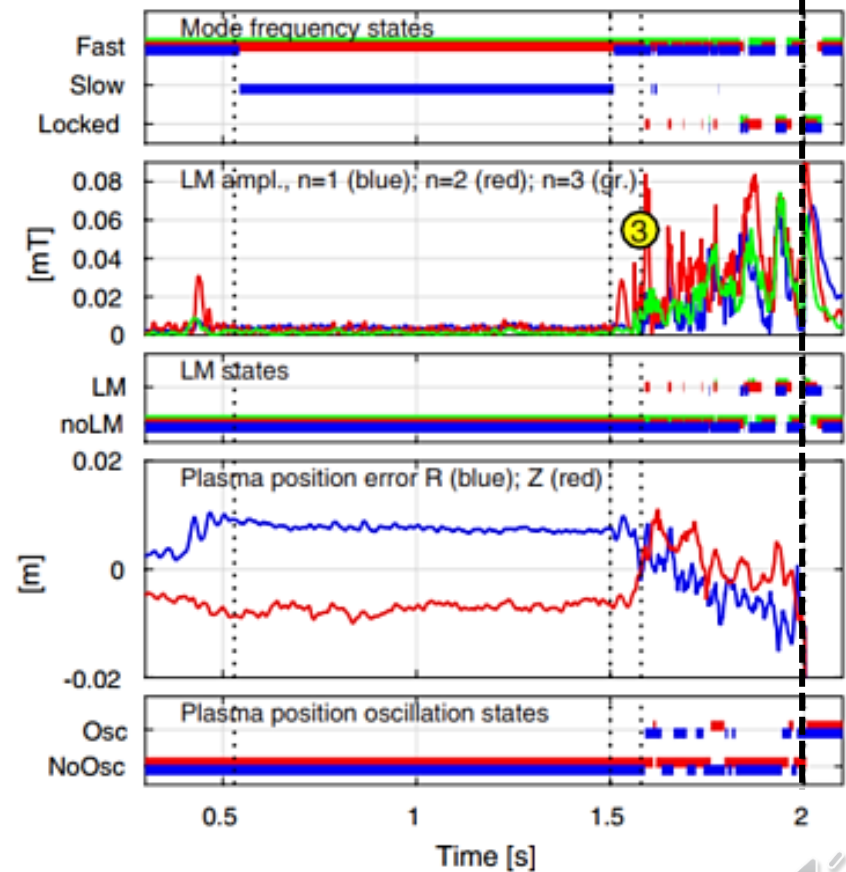 Mode frequency states
Fast
Slow
Locked
LM ampl., n=1 (blue); n=2 (red); n=3 (gr.)
0.08
0.06
0.04
0.02
0
[mT]
3
LM states
LM
noLM
Plasma position error R (blue); Z (red)
0.02
0
-0.02
[m]
Plasma position oscillation states
Osc
NoOsc
0.5
1
1.5
2
Time [s]